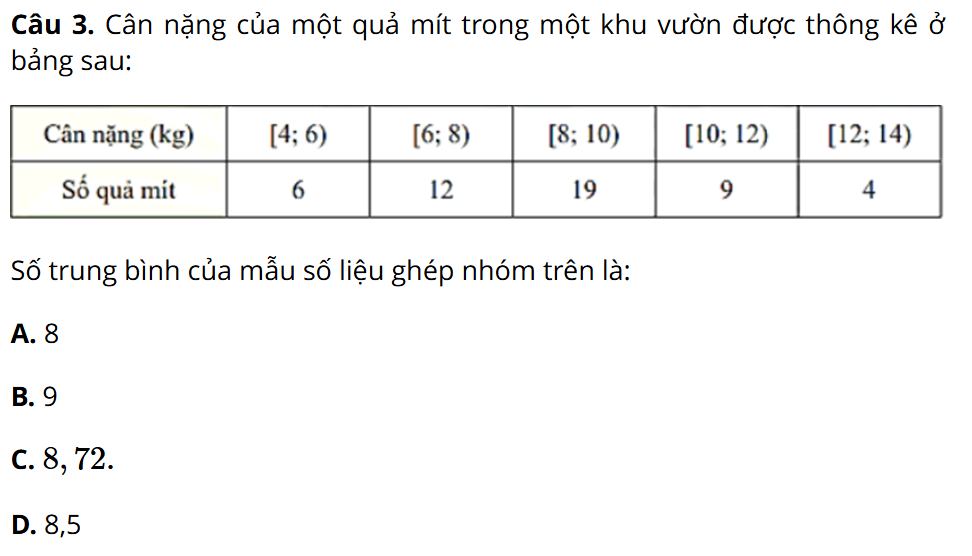 Câu 3. Cân nặng của một quả mít trong một khu vườn được thông kê ở
bảng sau:
Cân nặng (kg) [4; 6) [6; 8) [8; 10) [10; 12) [12; 14)
Số quả mít 6 12 19 9 4
Số trung bình của mẫu số liệu ghép nhóm trên là:
A. 8
B. 9
C. 8, 72.
D. 8,5